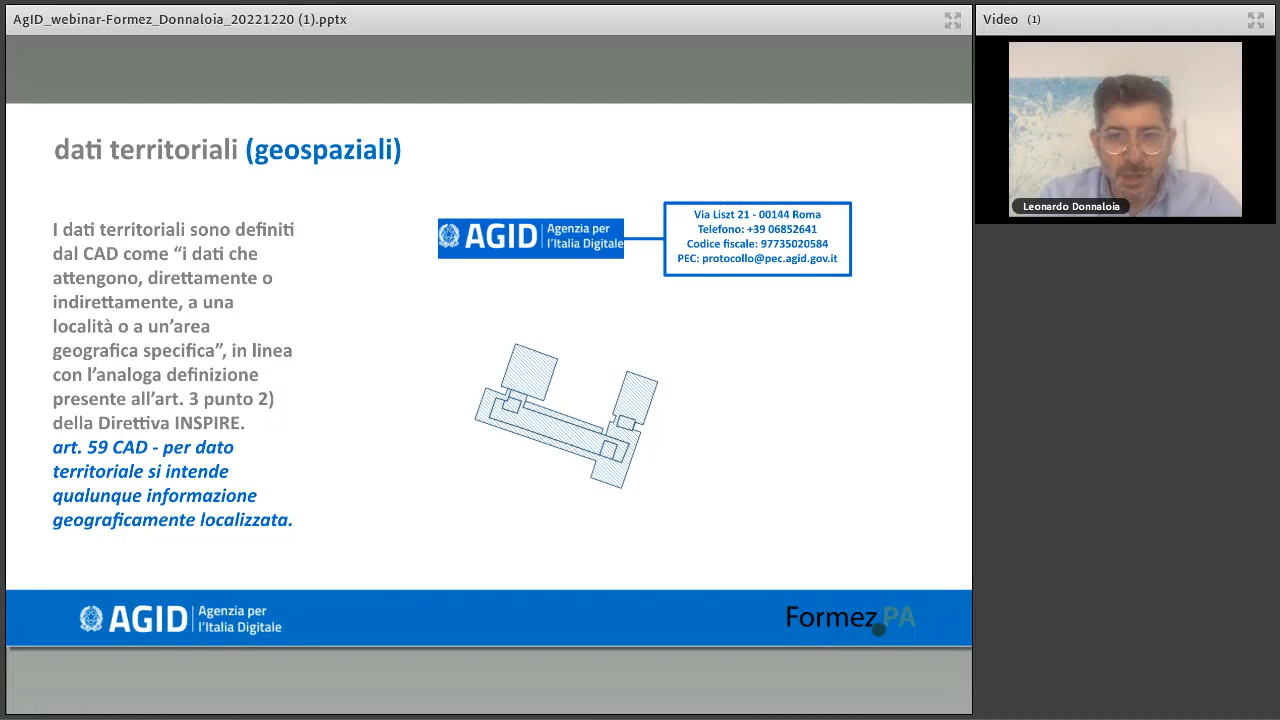 AgID_webinar-Formez_Donnaloia_20221220 (1).pptx
Video (1)
Leonardo Donnaloia
dati territoriali (geospaziali)
I dati territoriali sono definiti
dal CAD come “i dati che
attengono, direttamente o
indirettamente, a una
località o a un’area
geografica specifica”, in linea
con l’analoga definizione
presente all’art. 3 punto 2)
della Direttiva INSPIRE.
art. 59 CAD - per dato
territoriale si intende
qualunque informazione
geograficamente localizzata.
AGID Agenzia per
l’Italia Digitale
Via Liszt 21 - 00144 Roma
Telefono: +39 06852641
Codice fiscale: 97735020584
PEC: protocollo@pec.agid.gov.it
AGID Agenzia per
l’Italia Digitale
Formez PA